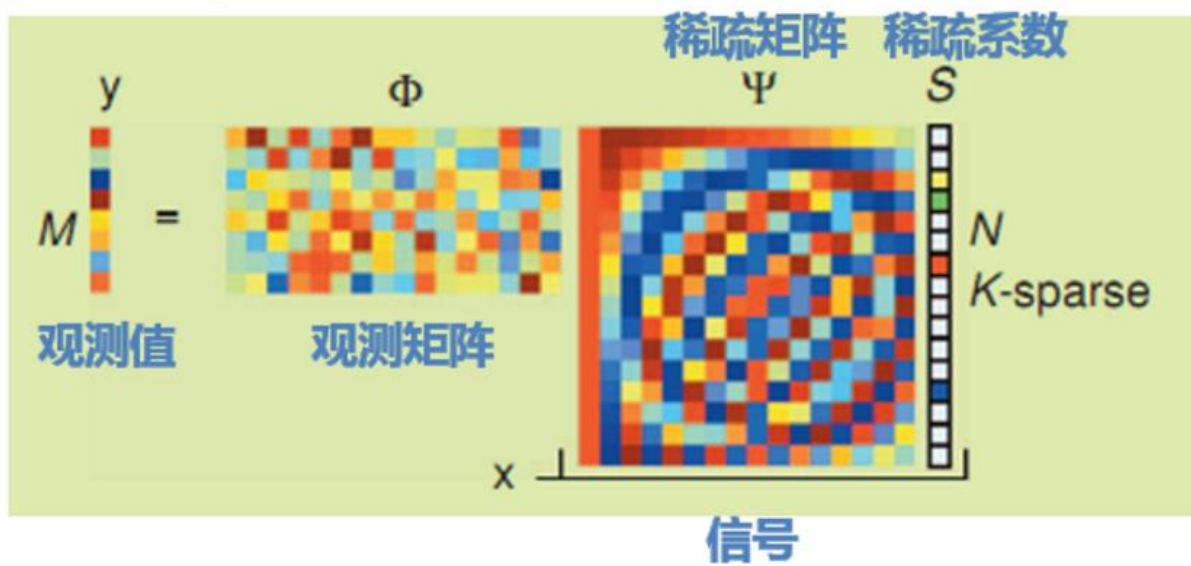 稀疏矩阵 稀疏系数
y Φ Ψ S
M = N
K-sparse
观测值 观测矩阵
x
信号